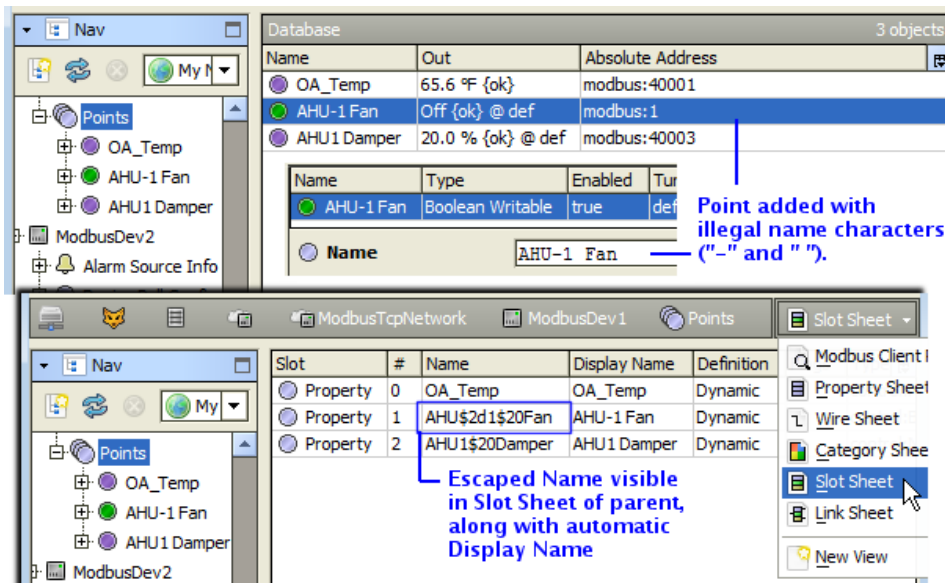 Nav
My N
Points
OA_Temp
AHU-1 Fan
AHU1 Damper
ModbusDev2
Alarm Source Info
Database 3 objects
Name Out Absolute Address
OA_Temp 65.6 °F {ok} modbus:40001
AHU-1 Fan Off {ok} @ def modbus:1
AHU1 Damper 20.0 % {ok} @ def modbus:40003
Name Type Enabled Tur
AHU-1 Fan Boolean Writable true def
Name AHU-1 Fan
Point added with
illegal name characters
("-" and " ").
ModbusTcpNetwork ModbusDev1 Points Slot Sheet
Nav
My
Points
OA_Temp
AHU-1 Fan
AHU1 Damper
ModbusDev2
Slot # Name Display Name Definition
Property 0 OA_Temp OA_Temp Dynamic
Property 1 AHU$2d1$20Fan AHU-1 Fan Dynamic
Property 2 AHU1$20Damper AHU1 Damper Dynamic
Escaped Name visible
in Slot Sheet of parent,
along with automatic
Display Name
Modbus Client
Property Sheet
Wire Sheet
Category Shee
Slot Sheet
Link Sheet
New View